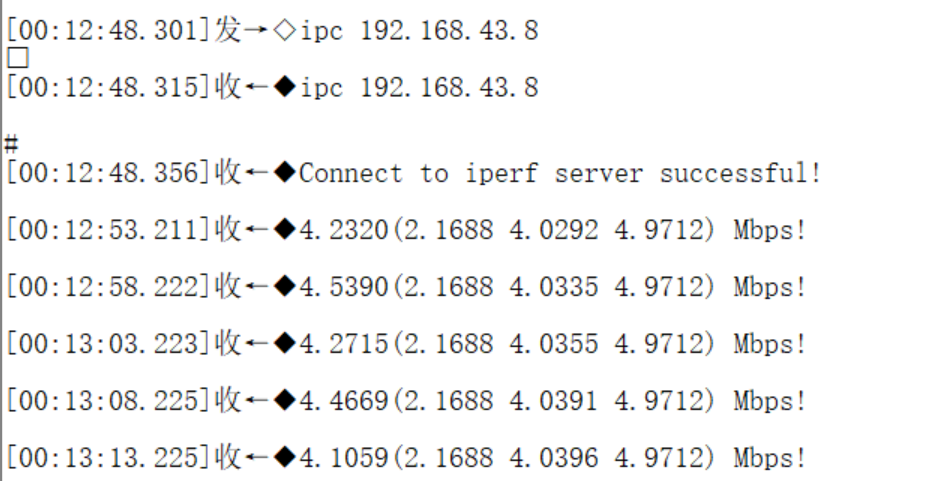 [00:12:48.301]发→◇ipc 192.168.43.8
□
[00:12:48.315]收←◆ipc 192.168.43.8
#
[00:12:48.356]收←◆Connect to iperf server successful!
[00:12:53.211]收←◆4.2320(2.1688 4.0292 4.9712) Mbps!
[00:12:58.222]收←◆4.5390(2.1688 4.0335 4.9712) Mbps!
[00:13:03.223]收←◆4.2715(2.1688 4.0355 4.9712) Mbps!
[00:13:08.225]收←◆4.4669(2.1688 4.0391 4.9712) Mbps!
[00:13:13.225]收←◆4.1059(2.1688 4.0396 4.9712) Mbps!